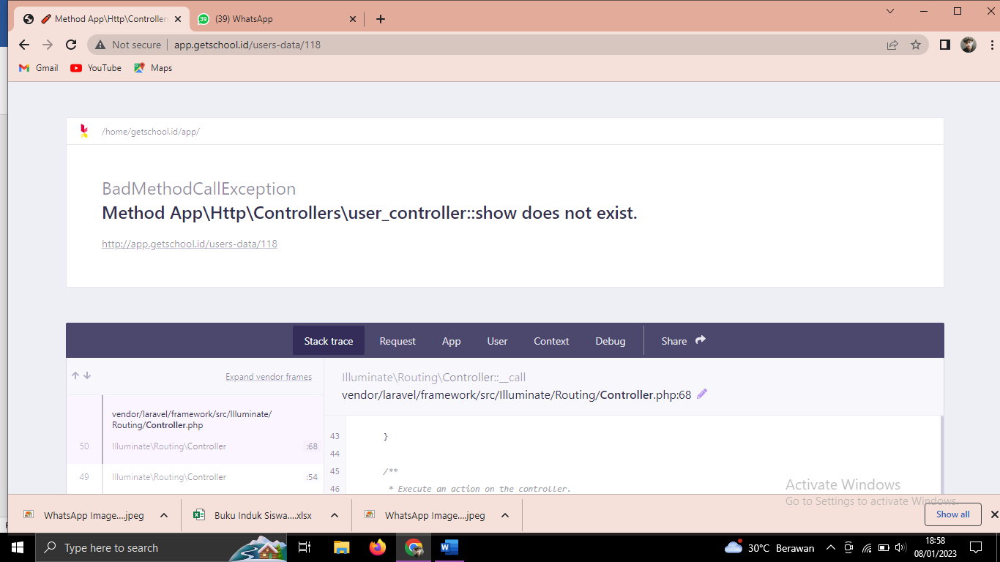 Method App\Http\Controller
(39) WhatsApp
Not secure
app.getschool.id/users-data/118
Gmail
YouTube
Maps
/home/getschool.id/app/
BadMethodCallException
Method App\Http\Controllers\user_controller::show does not exist.
http://app.getschool.id/users-data/118
Stack trace
Request
App
User
Context
Debug
Share
Expand vendor frames
vendor/laravel/framework/src/Illuminate/
Routing/Controller.php
50 Illuminate\Routing\Controller :68
49 Illuminate\Routing\Controller :54
Illuminate\Routing\Controller::__call
vendor/laravel/framework/src/Illuminate/Routing/Controller.php:68
43 }
44
45 /**
46 * Execute an action on the controller.
Activate Windows
Go to Settings to activate Windows.
WhatsApp Image....jpeg
Buku Induk Siswa....xlsx
WhatsApp Image....jpeg
Show all
Type here to search
30°C Berawan
18:58
08/01/2023